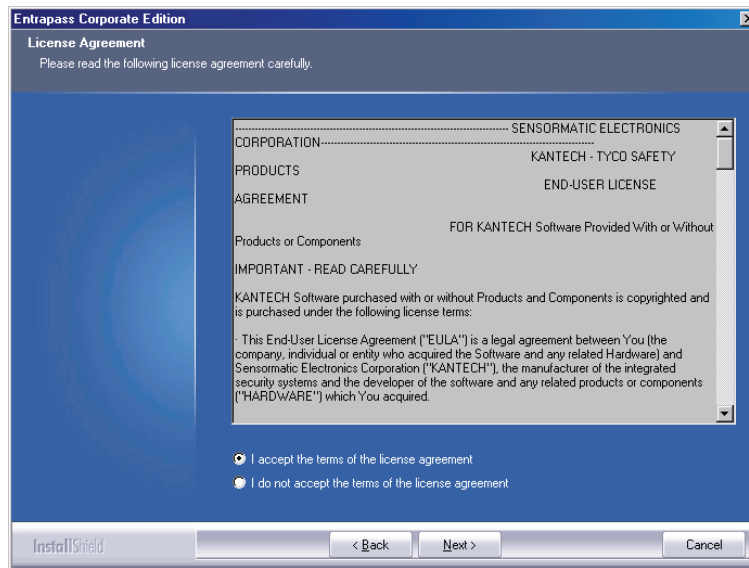 Entrapass Corporate Edition
License Agreement
Please read the following license agreement carefully.
------------------------------------------------------------------------ SENSORMATIC ELECTRONICS
CORPORATION------------------------------------------------------------------------
KANTECH - TYCO SAFETY
PRODUCTS
END-USER LICENSE
AGREEMENT
FOR KANTECH Software Provided With or Without
Products or Components
IMPORTANT - READ CAREFULLY
KANTECH Software purchased with or without Products and Components is copyrighted and
is purchased under the following license terms:
· This End-User License Agreement ("EULA") is a legal agreement between You (the
company, individual or entity who acquired the Software and any related Hardware) and
Sensormatic Electronics Corporation ("KANTECH"), the manufacturer of the integrated
security systems and the developer of the software and any related products or components
("HARDWARE") which You acquired.
I accept the terms of the license agreement
I do not accept the terms of the license agreement
InstallShield
< Back
Next >
Cancel